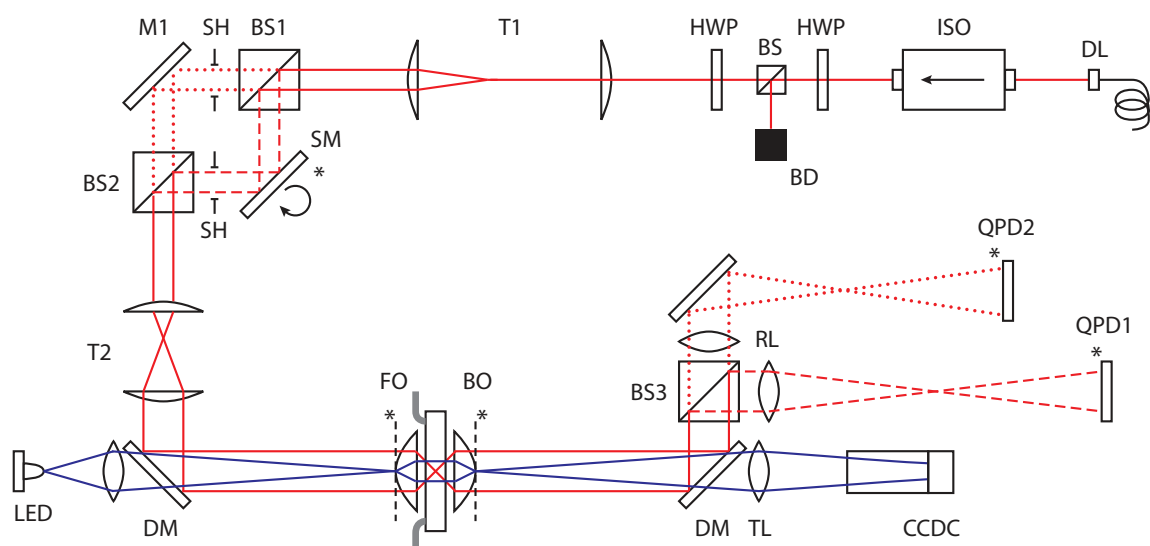 M1 SH BS1 T1 HWP BS HWP ISO DL
SM
*
BS2
BD
SH
QPD2
*
QPD1
*
T2
RL
FO BO
BS3
* *
LED DM DM TL CCDC